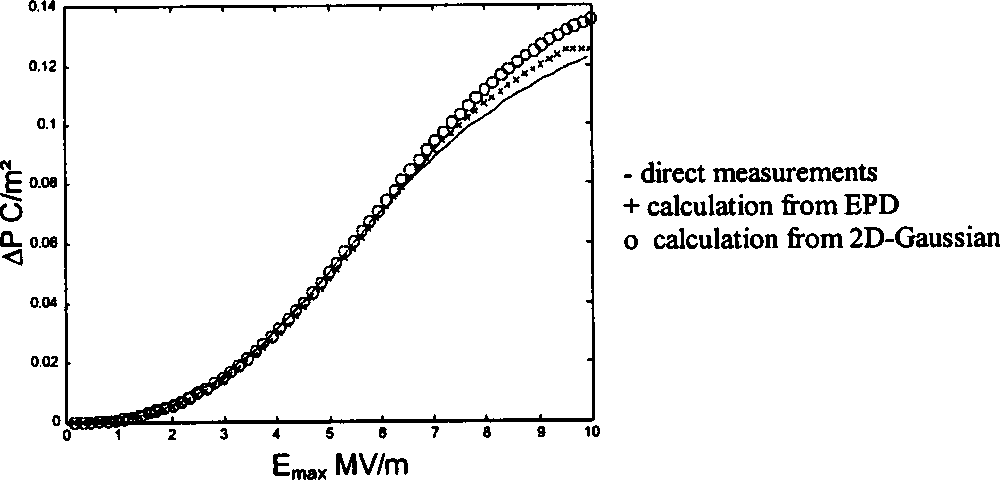 0.14
0.12
0.1
0.08
0.06
0.04
0.02
0
ΔP C/m²
0 1 2 3 4 5 6 7 8 9 10
Emax MV/m
- direct measurements
+ calculation from EPD
o calculation from 2D-Gaussian